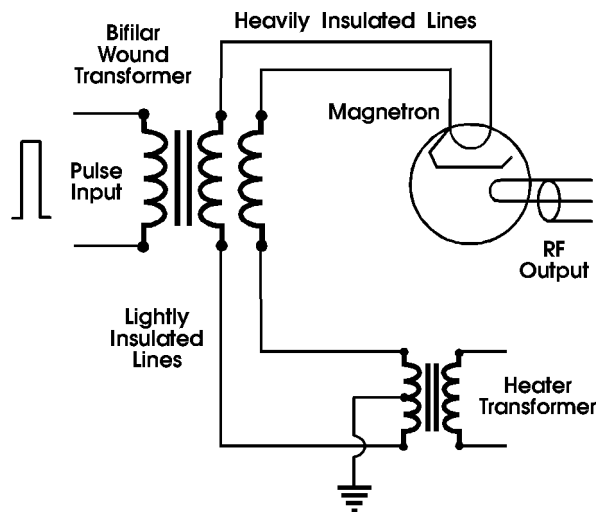 Heavily Insulated Lines
Bifilar
Wound
Transformer
Magnetron
Pulse
Input
RF
Output
Lightly
Insulated
Lines
Heater
Transformer